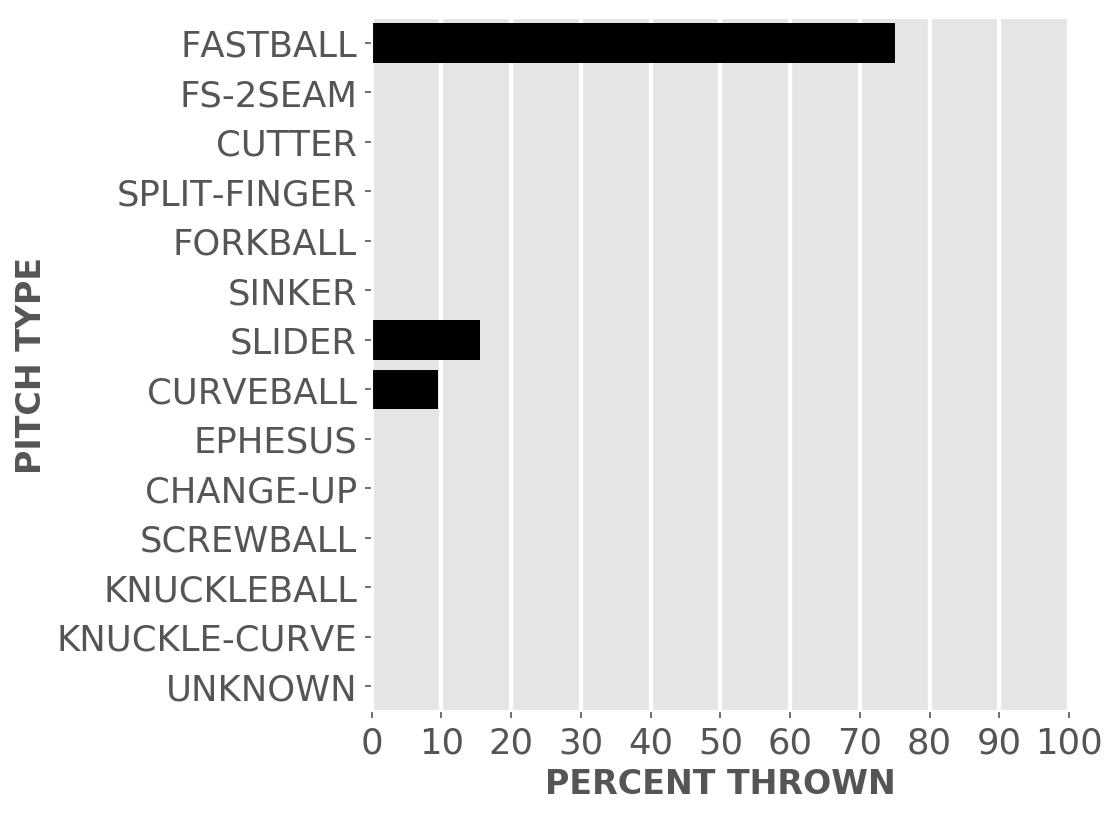 FASTBALL
FS-2SEAM
CUTTER
SPLIT-FINGER
FORKBALL
SINKER
SLIDER
CURVEBALL
EPHESUS
CHANGE-UP
SCREWBALL
KNUCKLEBALL
KNUCKLE-CURVE
UNKNOWN
PITCH TYPE
0 10 20 30 40 50 60 70 80 90 100
PERCENT THROWN